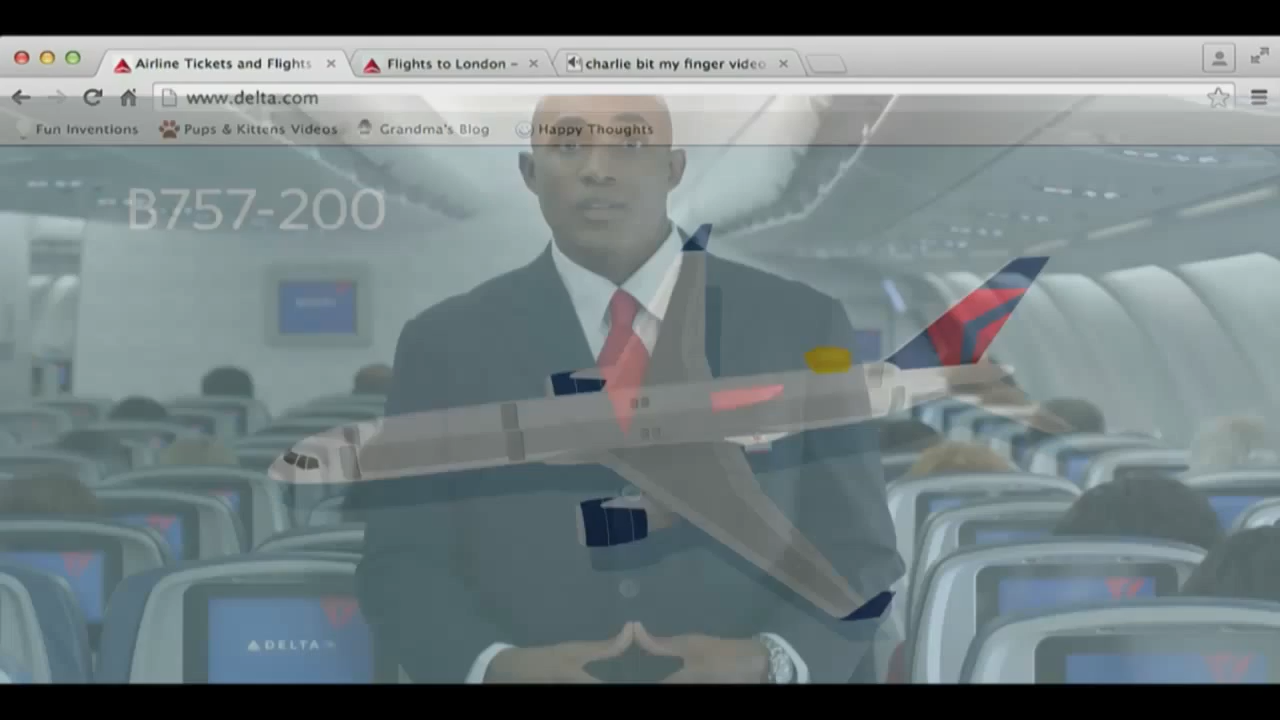 Airline Tickets and Flights
Flights to London –
charlie bit my finger video
www.delta.com
Fun Inventions
Pups & Kittens Videos
Grandma's Blog
Happy Thoughts
B757-200
DELTA